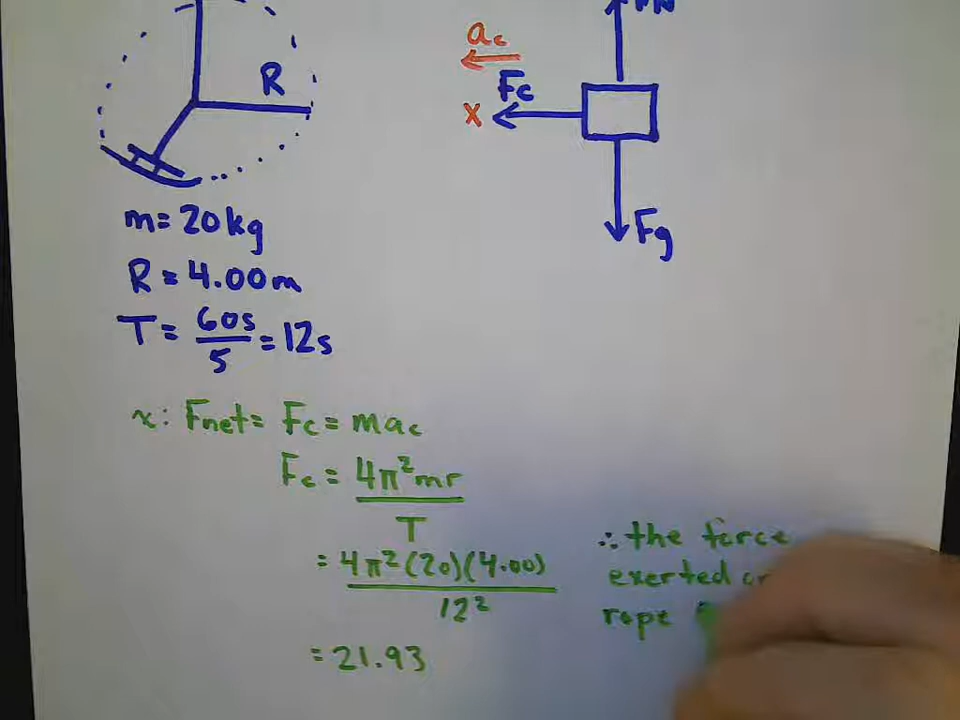 FN
ac
R
Fc
x
Fg
m= 20kg
R = 4.00m
T = 60s/5 = 12s
x: Fnet= Fc= mac
Fc = 4π²mr
T
= 4π²(20)(4.00)
12²
= 21.93
∴ the force
exerted
rope